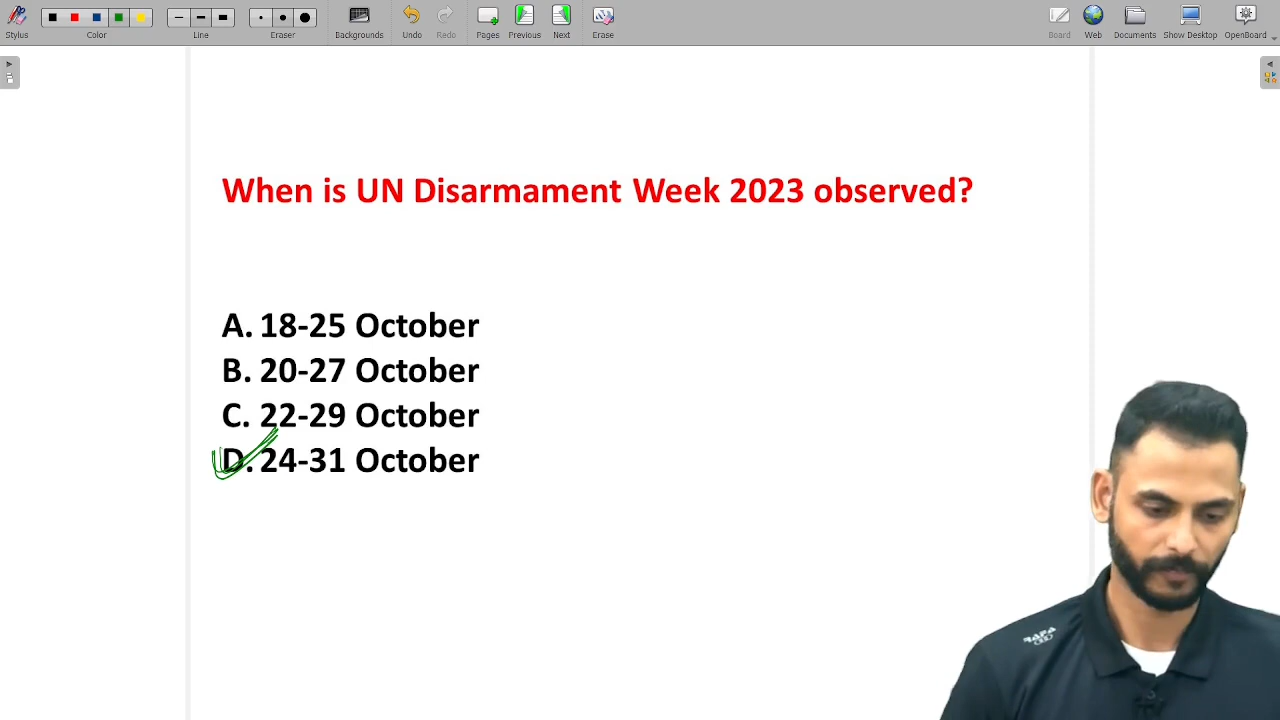 Stylus
Color
Line
Eraser
Backgrounds
Undo
Redo
Pages
Previous
Next
Erase
Board
Web
Documents
Show Desktop
OpenBoard
When is UN Disarmament Week 2023 observed?
A. 18-25 October
B. 20-27 October
C. 22-29 October
D. 24-31 October